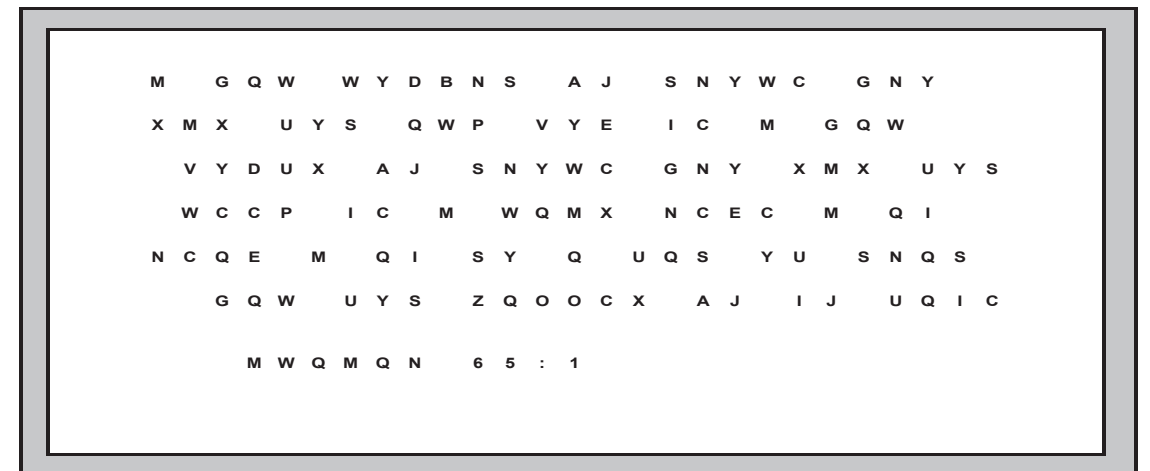 M GQW WYDBNS AJ SNYWC GNY
XMX UYS QWP VYE IC M GQW
VYDUX AJ SNYWC GNY XMX UYS
WCCP IC M WQMX NCEC M QI
NCQE M QI SY Q UQS YU SNQS
GQW UYS ZQOOCX AJ IJ UQIC
MWQMQN 65:1